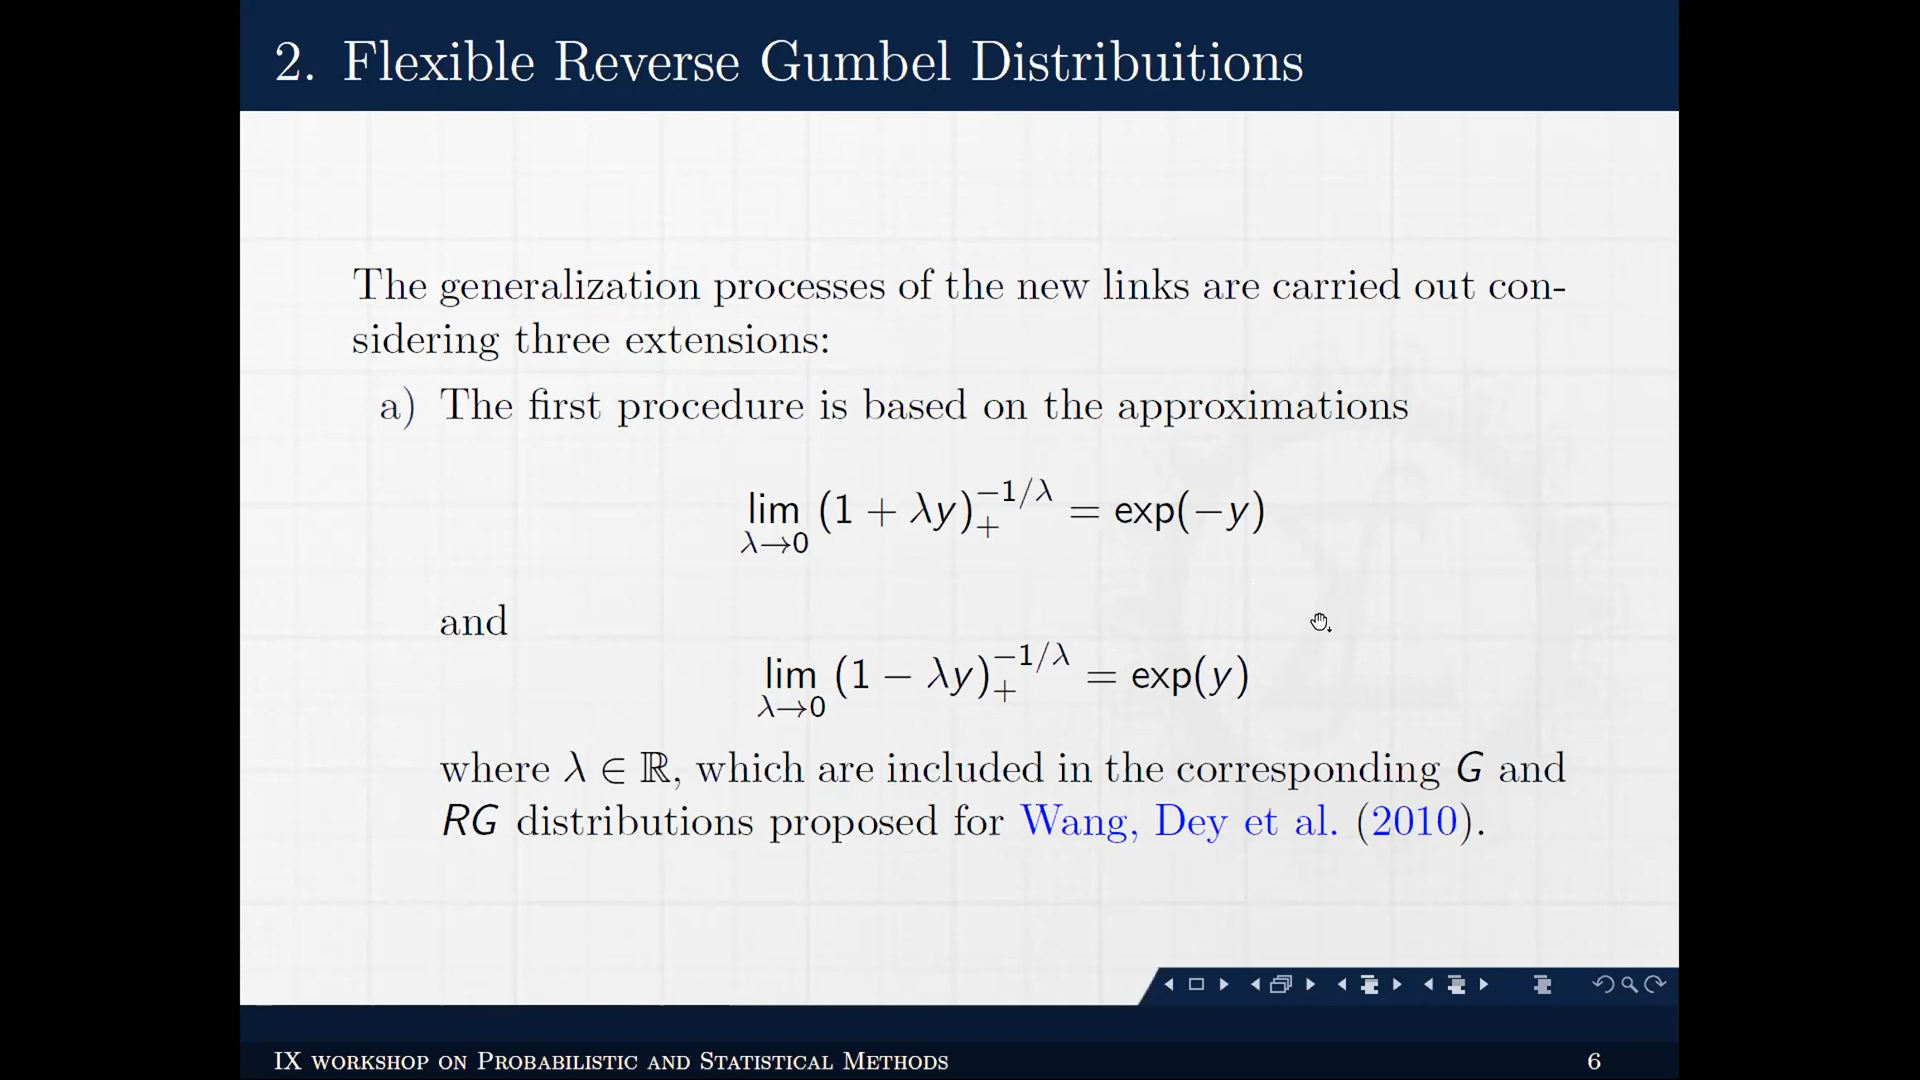 2. Flexible Reverse Gumbel Distribuitions
The generalization processes of the new links are carried out con-
sidering three extensions:
a) The first procedure is based on the approximations
lim_{λ→0} (1 + λy)_+^{−1/λ} = exp(−y)
and
lim_{λ→0} (1 − λy)_+^{−1/λ} = exp(y)
where λ ∈ ℝ, which are included in the corresponding G and
RG distributions proposed for Wang, Dey et al. (2010).
IX WORKSHOP ON PROBABILISTIC AND STATISTICAL METHODS 6